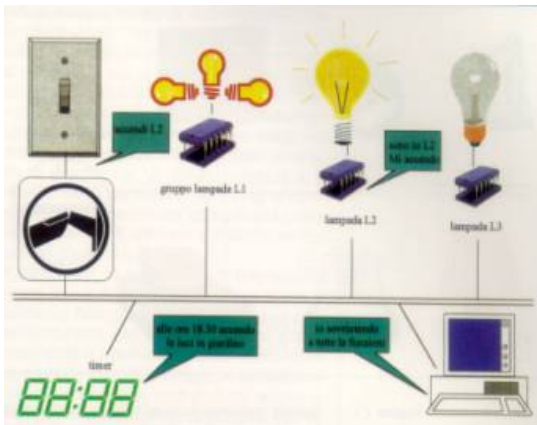 accendi L2
sono io L2
Mi accendo
gruppo lampade L1
lampada L2
lampada L3
alle ore 18.30 accendo
le luci in giardino
io sovrintendo
a tutte le funzioni
timer
88:88